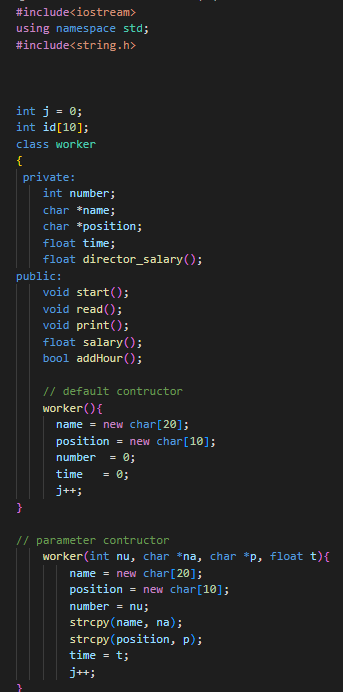 #include<iostream>
using namespace std;
#include<string.h>
int j = 0;
int id[10];
class worker
{
private:
int number;
char *name;
char *position;
float time;
float director_salary();
public:
void start();
void read();
void print();
float salary();
bool addHour();
// default contructor
worker(){
name = new char[20];
position = new char[10];
number  = 0;
time   = 0;
j++;
}
// parameter contructor
worker(int nu, char *na, char *p, float t){
name = new char[20];
position = new char[10];
number = nu;
strcpy(name, na);
strcpy(position, p);
time = t;
j++;
}